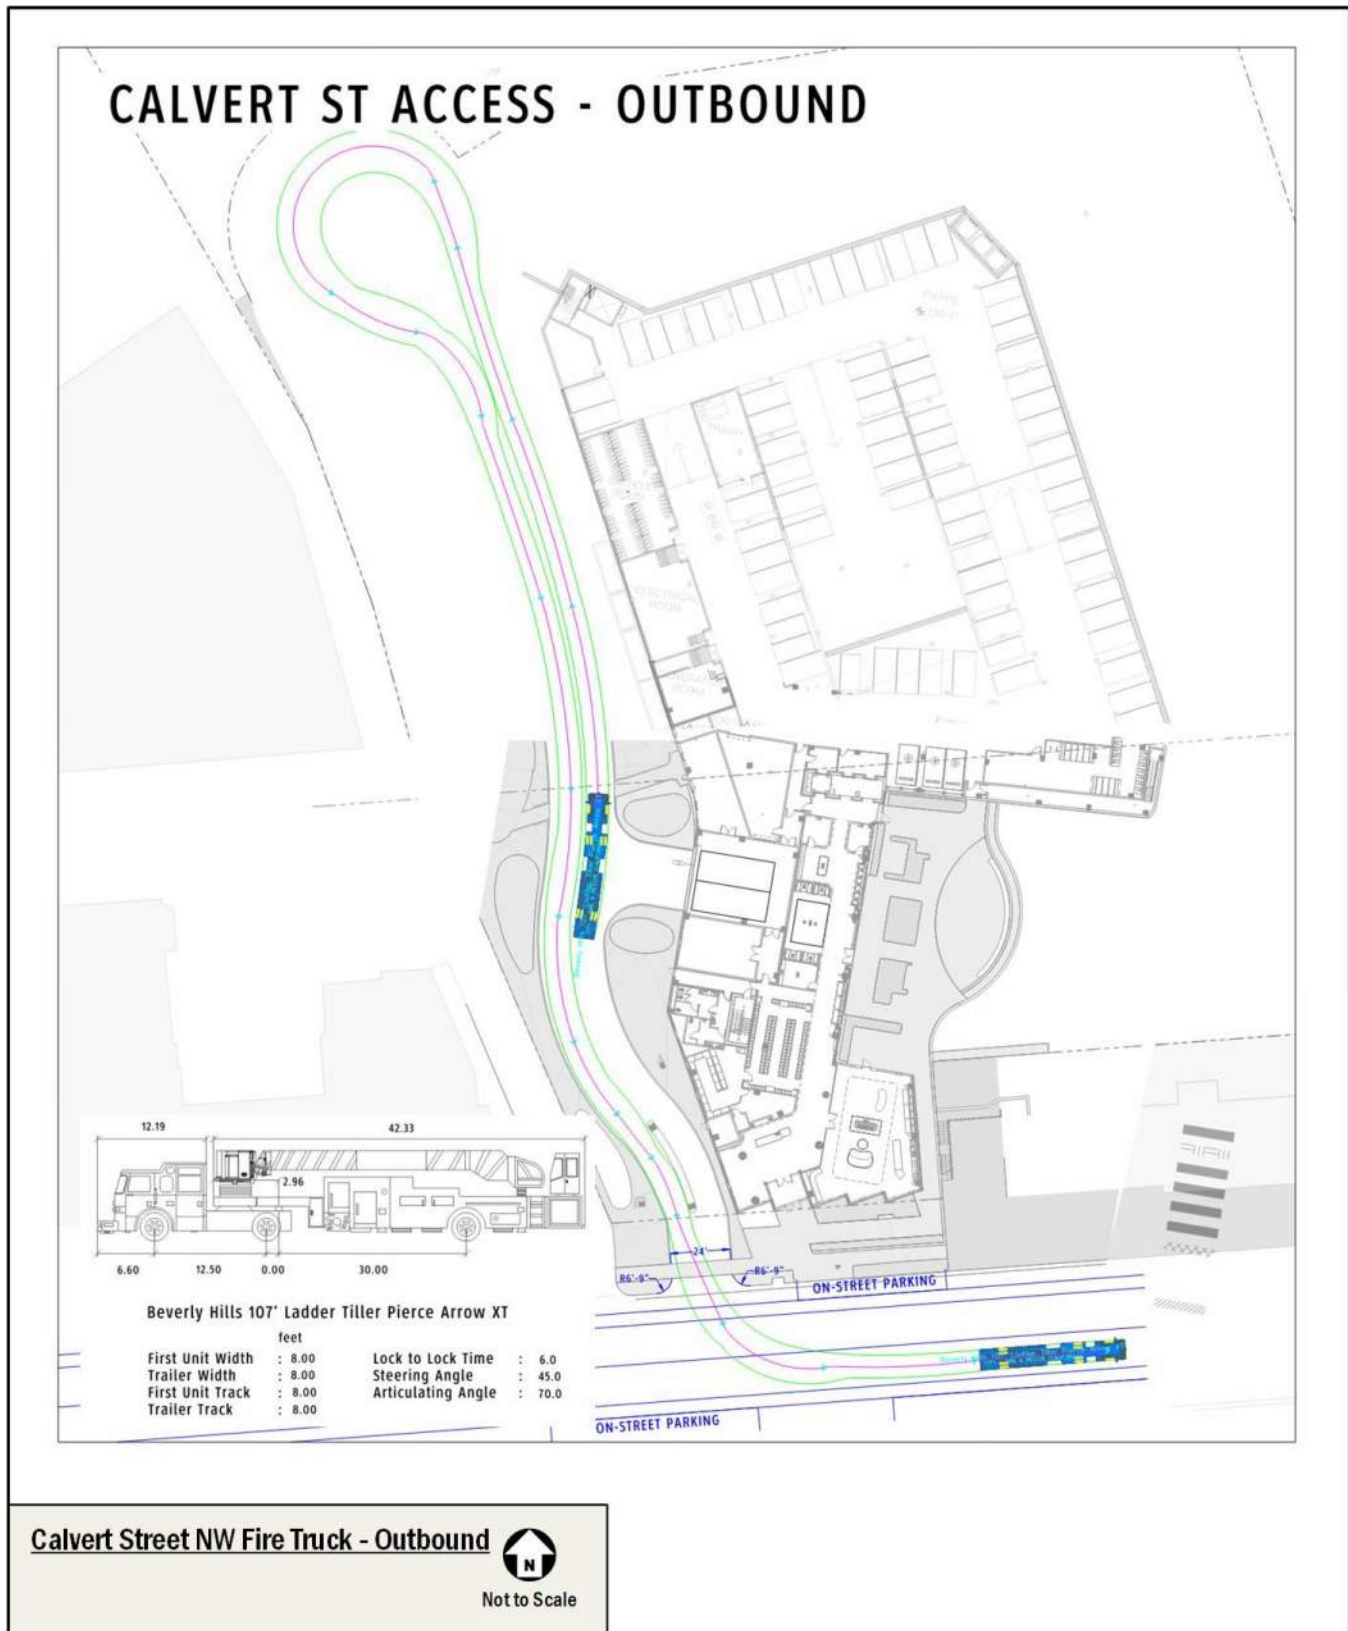 CALVERT ST ACCESS - OUTBOUND
ELECTRICAL
ROOM
12.19
42.33
2.96
6.60
12.50
0.00
30.00
24'
R6'-9"
R6'-9"
ON-STREET PARKING
Beverly Hills 107' Ladder Tiller Pierce Arrow XT
feet
First Unit Width : 8.00 Lock to Lock Time : 6.0
Trailer Width : 8.00 Steering Angle : 45.0
First Unit Track : 8.00 Articulating Angle : 70.0
Trailer Track : 8.00
ON-STREET PARKING
Calvert Street NW Fire Truck - Outbound
N
Not to Scale